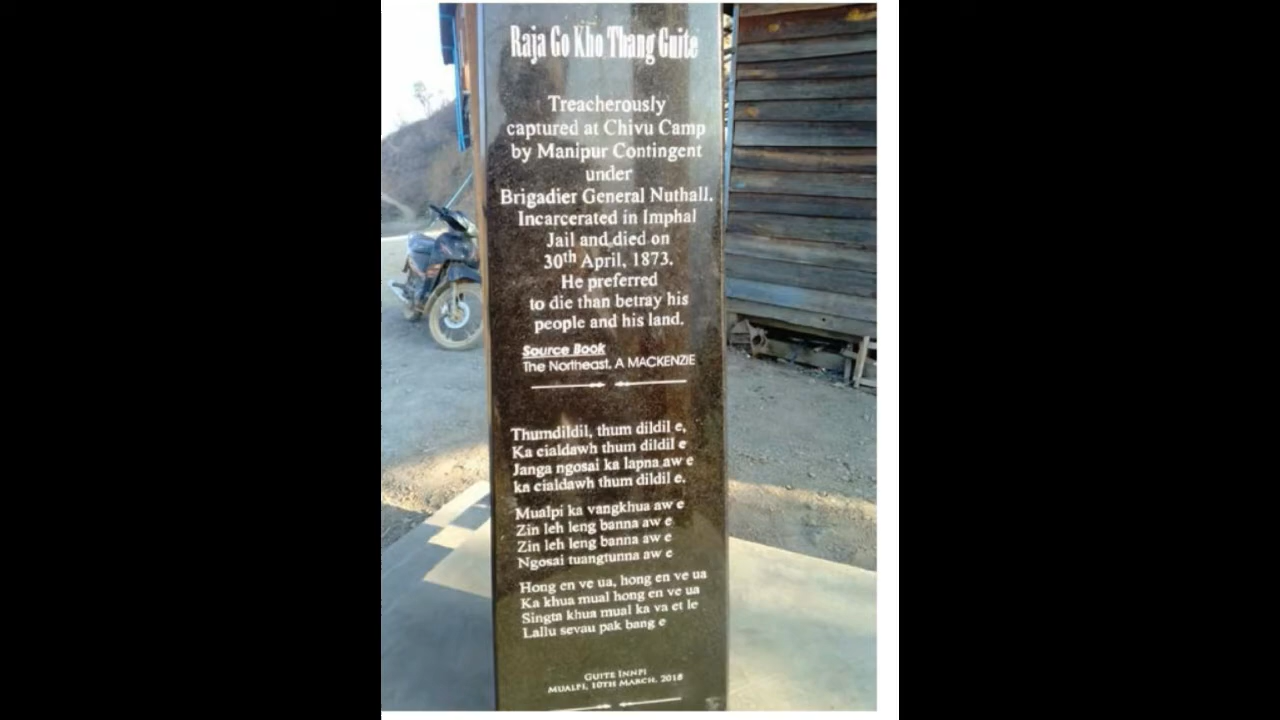 Raja Go Kho Thang Guite
Treacherously
captured at Chivu Camp
by Manipur Contingent
under
Brigadier General Nuthall.
Incarcerated in Imphal
Jail and died on
30th April, 1873.
He preferred
to die than betray his
people and his land.
Source Book
The Northeast, A MACKENZIE
Thumdildil, thum dildil e,
Ka cialdawh thum dildil e
Janga ngosai ka lapna aw e
ka cialdawh thum dildil e.
Mualpi ka vangkhua aw e
Zin leh leng banna aw e
Zin leh leng banna aw e
Ngosai tuangtunna aw e
Hong en ve ua, hong en ve ua
Ka khua mual hong en ve ua
Singta khua mual ka va et le
Lallu sevau pak bang e
GUITE INNPI
MUALPI, 10TH MARCH, 2018